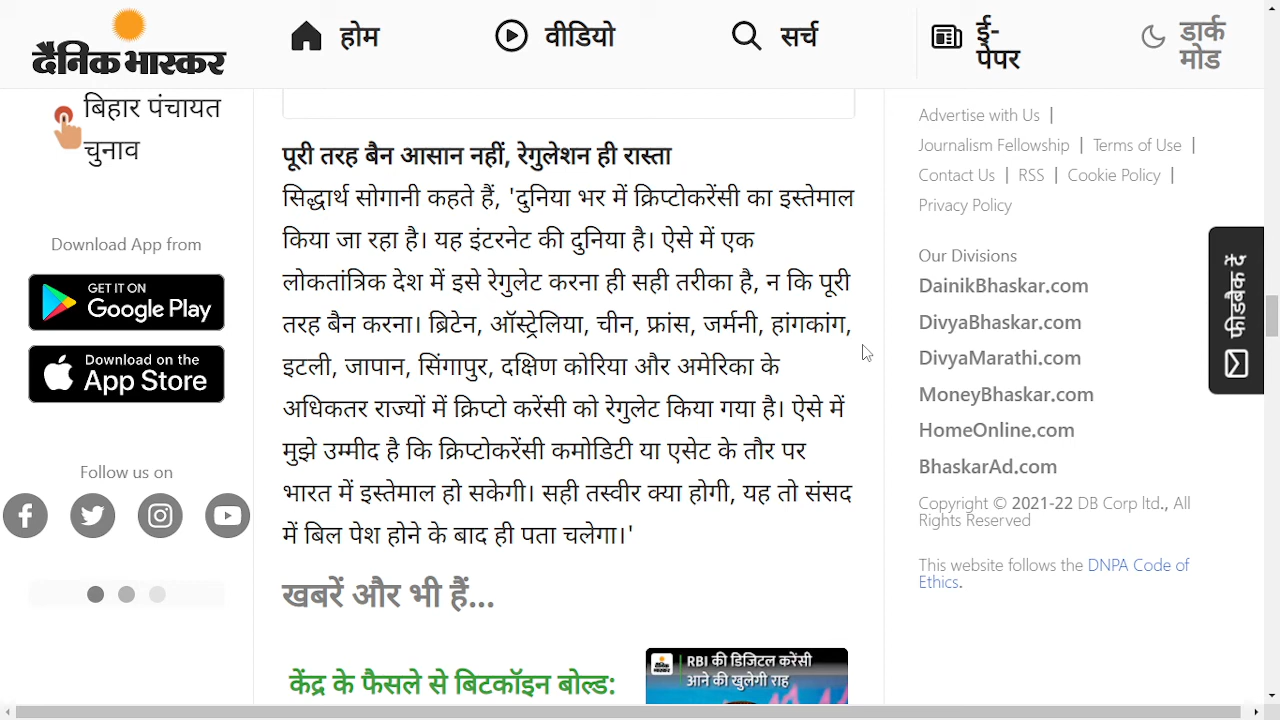 दैनिक भास्कर
होम
वीडियो
सर्च
ई-
पेपर
डार्क
मोड
बिहार पंचायत
चुनाव
Download App from
GET IT ON
Google Play
Download on the
App Store
Follow us on
पूरी तरह बैन आसान नहीं, रेगुलेशन ही रास्ता
सिद्धार्थ सोगानी कहते हैं, 'दुनिया भर में क्रिप्टोकरेंसी का इस्तेमाल
किया जा रहा है। यह इंटरनेट की दुनिया है। ऐसे में एक
लोकतांत्रिक देश में इसे रेगुलेट करना ही सही तरीका है, न कि पूरी
तरह बैन करना। ब्रिटेन, ऑस्ट्रेलिया, चीन, फ्रांस, जर्मनी, हांगकांग,
इटली, जापान, सिंगापुर, दक्षिण कोरिया और अमेरिका के
अधिकतर राज्यों में क्रिप्टो करेंसी को रेगुलेट किया गया है। ऐसे में
मुझे उम्मीद है कि क्रिप्टोकरेंसी कमोडिटी या एसेट के तौर पर
भारत में इस्तेमाल हो सकेगी। सही तस्वीर क्या होगी, यह तो संसद
में बिल पेश होने के बाद ही पता चलेगा।'
खबरें और भी हैं...
केंद्र के फैसले से बिटकॉइन बोल्ड:
RBI की डिजिटल करेंसी
आने की खुलेगी राह
Advertise with Us |
Journalism Fellowship | Terms of Use |
Contact Us | RSS | Cookie Policy |
Privacy Policy
Our Divisions
DainikBhaskar.com
DivyaBhaskar.com
DivyaMarathi.com
MoneyBhaskar.com
HomeOnline.com
BhaskarAd.com
Copyright © 2021-22 DB Corp ltd., All
Rights Reserved
This website follows the DNPA Code of
Ethics.
फीडबैक दें